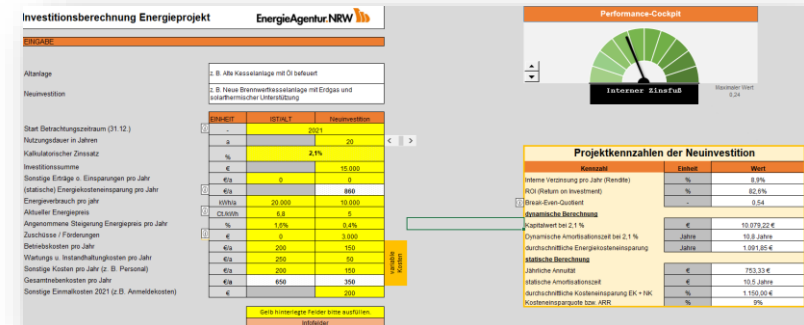 Investitionsberechnung Energieprojekt
EnergieAgentur.NRW
EINGABE
Altanlage
z. B. Alte Kesselanlage mit Öl befeuert
Neuinvestition
z. B. Neue Brennwertkesselanlage mit Erdgas und
solarthermischer Unterstützung
EINHEIT IST/ALT Neuinvestition
Start Betrachtungszeitraum (31.12.) - 2021
Nutzungsdauer in Jahren a 20
Kalkulatorischer Zinssatz % 2,1%
Investitionssumme € 15.000
Sonstige Erträge o. Einsparungen pro Jahr €/a 0 0
(statische) Energiekosteneinsparung pro Jahr €/a 860
Energieverbrauch pro jahr kWh/a 20.000 10.000
Aktueller Energiepreis Ct/kWh 6,8 5
Angenommene Steigerung Energiepreis pro Jahr % 1,6% 0,4%
Zuschüsse / Förderungen € 0 3.000
Betriebskosten pro Jahr €/a 200 150
Wartungs u. Instandhaltungkosten pro Jahr €/a 250 50
Sonstige Kosten pro Jahr (z. B. Personal) €/a 200 150
Gesamtnebenkosten pro Jahr €/a 650 350
Sonstige Einmalkosten 2021 (z.B. Anmeldekosten) € 200
variable
Kosten
Gelb hinterlegte Felder bitte ausfüllen.
Infofelder
Performance-Cockpit
Interner Zinsfuß
Maximaler Wert
0,24
Projektkennzahlen der Neuinvestition
Kennzahl Einheit Wert
Interne Verzinsung pro Jahr (Rendite) % 8,9%
ROI (Return on Investment) % 82,6%
Break-Even-Quotient - 0,54
dynamische Berechnung
Kapitalwert bei 2,1 % € 10.079,22 €
Dynamische Amortisationszeit bei 2,1 % Jahre 10,8 Jahre
durchschnittliche Energiekosteneinsparung Jahre 1.091,85 €
statische Berechnung
Jährliche Annuität € 753,33 €
statische Amortisationszeit € 10,5 Jahre
durchschnittliche Kosteneinsparung EK + NK % 1.150,00 €
Kosteneinsparquote bzw. ARR % 9%